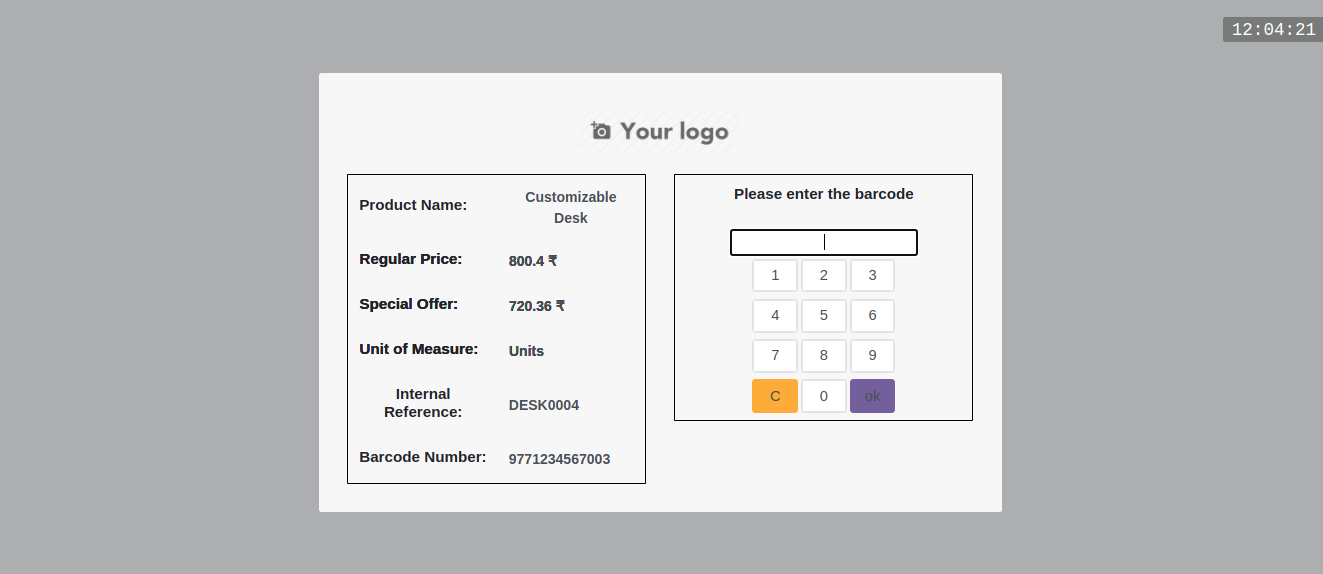 12:04:21
Your logo
Product Name:
Customizable
Desk
Regular Price:
800.4 ₹
Special Offer:
720.36 ₹
Unit of Measure:
Units
Internal
Reference:
DESK0004
Barcode Number:
9771234567003
Please enter the barcode
1 2 3
4 5 6
7 8 9
C 0 ok